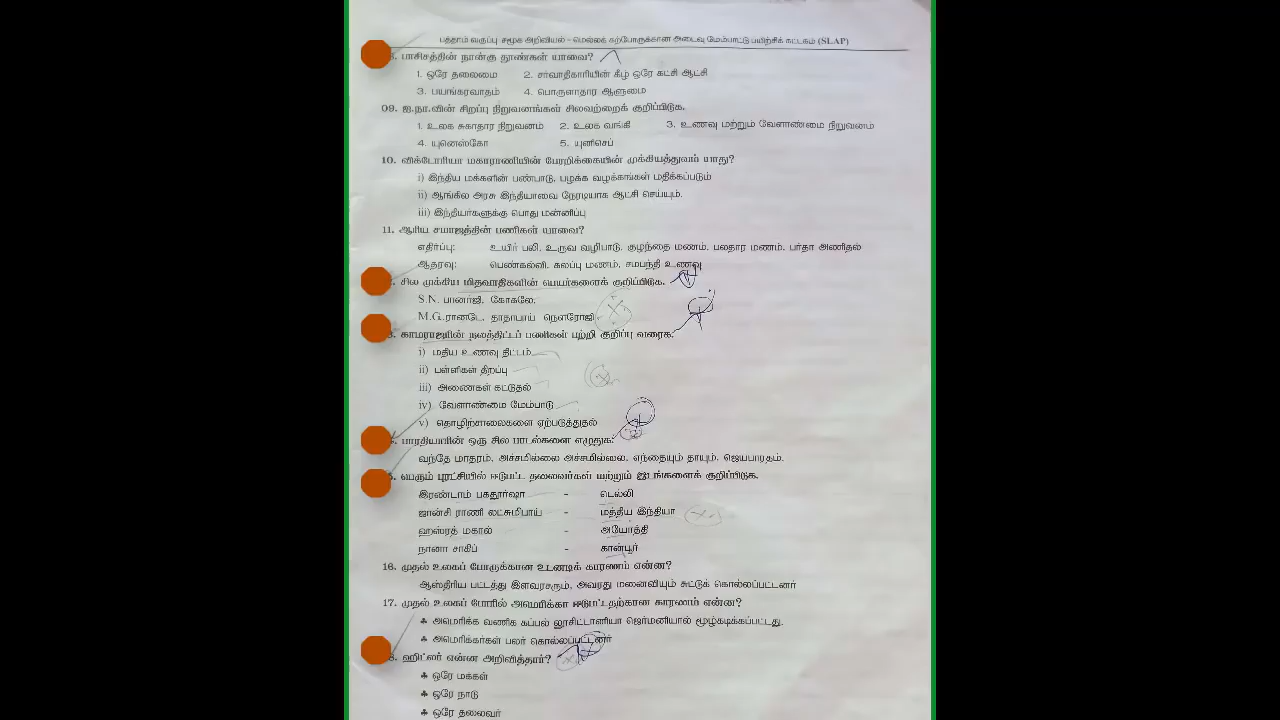 பத்தாம் வகுப்பு சமூக அறிவியல் - மெல்லக் கற்போருக்கான அடைவு மேம்பாட்டு பயிற்சிக் கட்டகம் (SLAP)
பாசிசத்தின் நான்கு தூண்கள் யாவை?
1. ஒரே தலைமை 2. சர்வாதிகாரியின் கீழ் ஒரே கட்சி ஆட்சி
3. பயங்கரவாதம் 4. பொருளாதார ஆளுமை
09. ஐ.நா.வின் சிறப்பு நிறுவனங்கள் சிலவற்றைக் குறிப்பிடுக.
1. உலக சுகாதார நிறுவனம் 2. உலக வங்கி 3. உணவு மற்றும் வேளாண்மை நிறுவனம்
4. யுனெஸ்கோ 5. யுனிசெப்
10. விக்டோரியா மகாராணியின் பேரறிக்கையின் முக்கியத்துவம் யாது?
i) இந்திய மக்களின் பண்பாடு, பழக்க வழக்கங்கள் மதிக்கப்படும்
ii) ஆங்கில அரசு இந்தியாவை நேரடியாக ஆட்சி செய்யும்.
iii) இந்தியர்களுக்கு பொது மன்னிப்பு
11. ஆரிய சமாஜத்தின் பணிகள் யாவை?
எதிர்ப்பு: உயிர் பலி, உருவ வழிபாடு, குழந்தை மணம், பலதார மணம், பர்தா அணிதல்
ஆதரவு: பெண்கல்வி, கலப்பு மணம், சமபந்தி உணவு
சில முக்கிய மிதவாதிகளின் பெயர்களைக் குறிப்பிடுக.
S.N. பானர்ஜி, கோகலே,
M.G.ரானடே, தாதாபாய் நௌரோஜி
காமராஜரின் நலத்திட்டப் பணிகள் பற்றி குறிப்பு வரைக.
i) மதிய உணவு திட்டம்
ii) பள்ளிகள் திறப்பு
iii) அணைகள் கட்டுதல்
iv) வேளாண்மை மேம்பாடு
v) தொழிற்சாலைகளை ஏற்படுத்துதல்
பாரதியாரின் ஒரு சில பாடல்களை எழுதுக.
வந்தே மாதரம், அச்சமில்லை அச்சமில்லை, எந்தையும் தாயும், ஜெயபாரதம்.
பெரும் புரட்சியில் ஈடுபட்ட தலைவர்கள் மற்றும் இடங்களைக் குறிப்பிடுக.
இரண்டாம் பகதூர்ஷா - டெல்லி
ஜான்சி ராணி லட்சுமிபாய் - மத்திய இந்தியா
ஹஸ்ரத் மகால் - அயோத்தி
நானா சாகிப் - கான்பூர்
16. முதல் உலகப் போருக்கான உடனடிக் காரணம் என்ன?
ஆஸ்திரிய பட்டத்து இளவரசரும், அவரது மனைவியும் சுட்டுக் கொல்லப்பட்டனர்
17. முதல் உலகப் போரில் அமெரிக்கா ஈடுபட்டதற்கான காரணம் என்ன?
♣ அமெரிக்க வணிக கப்பல் லூசிட்டானியா ஜெர்மனியால் மூழ்கடிக்கப்பட்டது.
♣ அமெரிக்கர்கள் பலர் கொல்லப்பட்டனர்
ஹிட்லர் என்ன அறிவித்தார்?
♣ ஒரே மக்கள்
♣ ஒரே நாடு
♣ ஒரே தலைவர்